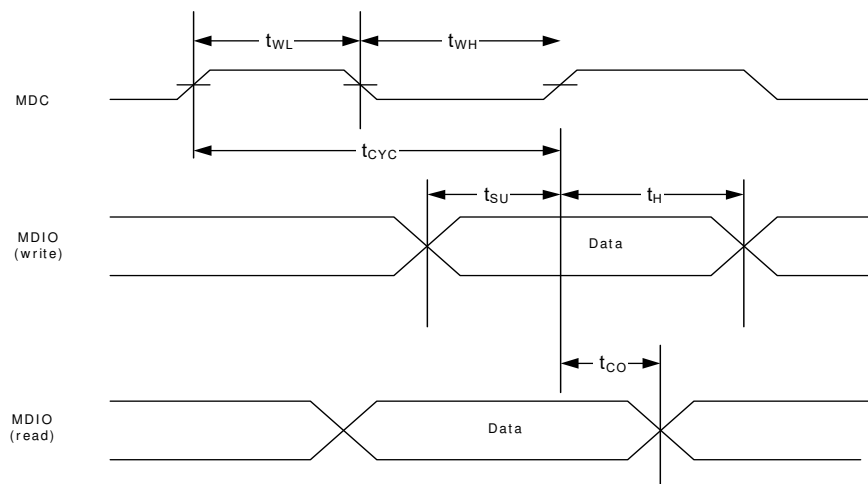 tWL
tWH
MDC
tCYC
tSU
tH
MDIO
(write)
Data
tCO
MDIO
(read)
Data